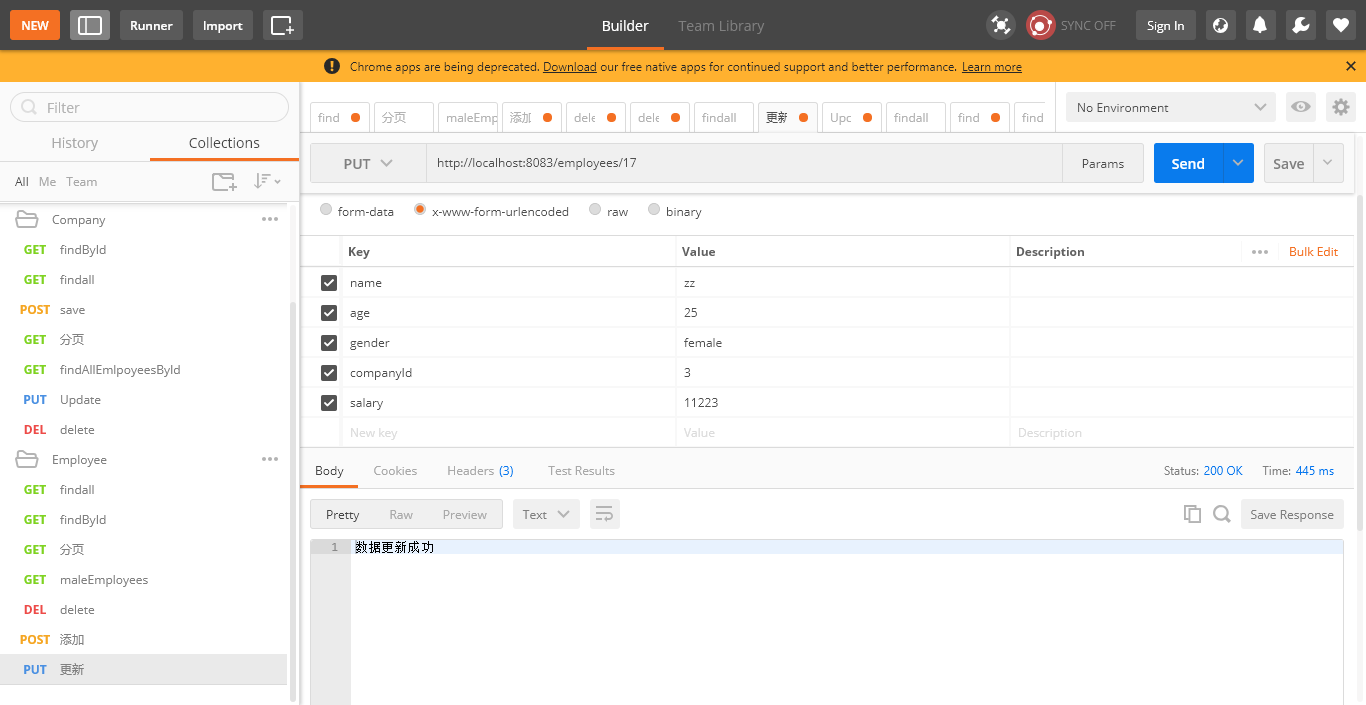 NEW Runner Import Builder Team Library SYNC OFF Sign In
Chrome apps are being deprecated. Download our free native apps for continued support and better performance. Learn more
Filter
History Collections
All Me Team
Company
GET findById
GET findall
POST save
GET 分页
GET findAllEmlpoyeesById
PUT Update
DEL delete
Employee
GET findall
GET findById
GET 分页
GET maleEmployees
DEL delete
POST 添加
PUT 更新
find 分页 maleEmp 添加 dele dele findall 更新 Upd findall find find
No Environment
PUT http://localhost:8083/employees/17 Params Send Save
form-data x-www-form-urlencoded raw binary
Key Value Description Bulk Edit
name zz
age 25
gender female
companyId 3
salary 11223
New key Value Description
Body Cookies Headers (3) Test Results Status: 200 OK Time: 445 ms
Pretty Raw Preview Text Save Response
1 数据更新成功